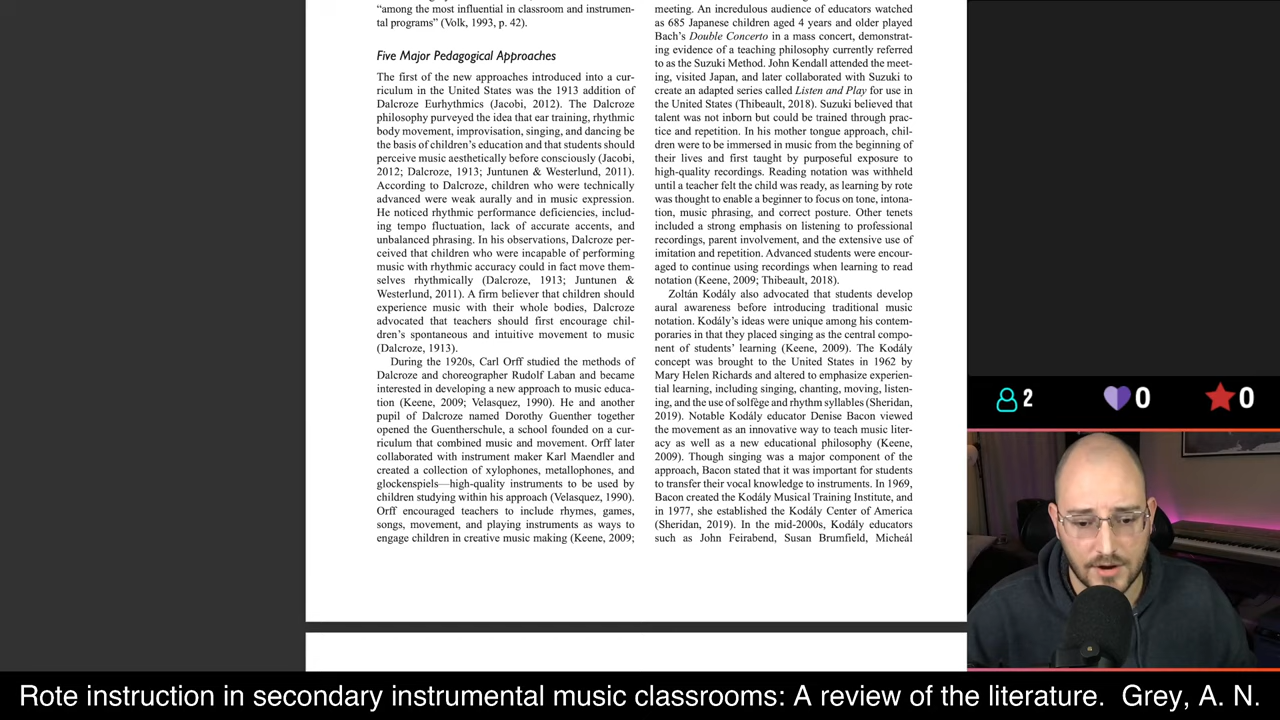 “among the most influential in classroom and instrumen-
tal programs” (Volk, 1993, p. 42).
Five Major Pedagogical Approaches
The first of the new approaches introduced into a cur-
riculum in the United States was the 1913 addition of
Dalcroze Eurhythmics (Jacobi, 2012). The Dalcroze
philosophy purveyed the idea that ear training, rhythmic
body movement, improvisation, singing, and dancing be
the basis of children’s education and that students should
perceive music aesthetically before consciously (Jacobi,
2012; Dalcroze, 1913; Juntunen & Westerlund, 2011).
According to Dalcroze, children who were technically
advanced were weak aurally and in music expression.
He noticed rhythmic performance deficiencies, includ-
ing tempo fluctuation, lack of accurate accents, and
unbalanced phrasing. In his observations, Dalcroze per-
ceived that children who were incapable of performing
music with rhythmic accuracy could in fact move them-
selves rhythmically (Dalcroze, 1913; Juntunen &
Westerlund, 2011). A firm believer that children should
experience music with their whole bodies, Dalcroze
advocated that teachers should first encourage chil-
dren’s spontaneous and intuitive movement to music
(Dalcroze, 1913).
During the 1920s, Carl Orff studied the methods of
Dalcroze and choreographer Rudolf Laban and became
interested in developing a new approach to music educa-
tion (Keene, 2009; Velasquez, 1990). He and another
pupil of Dalcroze named Dorothy Guenther together
opened the Guentherschule, a school founded on a cur-
riculum that combined music and movement. Orff later
collaborated with instrument maker Karl Maendler and
created a collection of xylophones, metallophones, and
glockenspiels—high-quality instruments to be used by
children studying within his approach (Velasquez, 1990).
Orff encouraged teachers to include rhymes, games,
songs, movement, and playing instruments as ways to
engage children in creative music making (Keene, 2009;
meeting. An incredulous audience of educators watched
as 685 Japanese children aged 4 years and older played
Bach’s Double Concerto in a mass concert, demonstrat-
ing evidence of a teaching philosophy currently referred
to as the Suzuki Method. John Kendall attended the meet-
ing, visited Japan, and later collaborated with Suzuki to
create an adapted series called Listen and Play for use in
the United States (Thibeault, 2018). Suzuki believed that
talent was not inborn but could be trained through prac-
tice and repetition. In his mother tongue approach, chil-
dren were to be immersed in music from the beginning of
their lives and first taught by purposeful exposure to
high-quality recordings. Reading notation was withheld
until a teacher felt the child was ready, as learning by rote
was thought to enable a beginner to focus on tone, intona-
tion, music phrasing, and correct posture. Other tenets
included a strong emphasis on listening to professional
recordings, parent involvement, and the extensive use of
imitation and repetition. Advanced students were encour-
aged to continue using recordings when learning to read
notation (Keene, 2009; Thibeault, 2018).
Zoltán Kodály also advocated that students develop
aural awareness before introducing traditional music
notation. Kodály’s ideas were unique among his contem-
poraries in that they placed singing as the central compo-
nent of students’ learning (Keene, 2009). The Kodály
concept was brought to the United States in 1962 by
Mary Helen Richards and altered to emphasize experien-
tial learning, including singing, chanting, moving, listen-
ing, and the use of solfège and rhythm syllables (Sheridan,
2019). Notable Kodály educator Denise Bacon viewed
the movement as an innovative way to teach music liter-
acy as well as a new educational philosophy (Keene,
2009). Though singing was a major component of the
approach, Bacon stated that it was important for students
to transfer their vocal knowledge to instruments. In 1969,
Bacon created the Kodály Musical Training Institute, and
in 1977, she established the Kodály Center of America
(Sheridan, 2019). In the mid-2000s, Kodály educators
such as John Feirabend, Susan Brumfield, Micheál
2
0
0
Rote instruction in secondary instrumental music classrooms: A review of the literature. Grey, A. N.